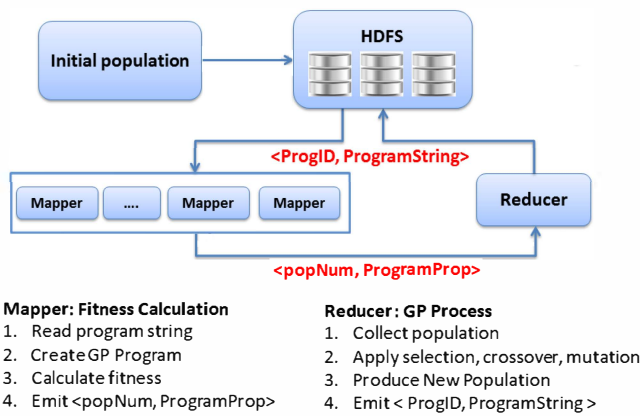 Initial population
HDFS
<ProgID, ProgramString>
Mapper
....
Mapper
Mapper
Reducer
<popNum, ProgramProp>
Mapper: Fitness Calculation
1. Read program string
2. Create GP Program
3. Calculate fitness
4. Emit <popNum, ProgramProp>
Reducer : GP Process
1. Collect population
2. Apply selection, crossover, mutation
3. Produce New Population
4. Emit < ProgID, ProgramString >